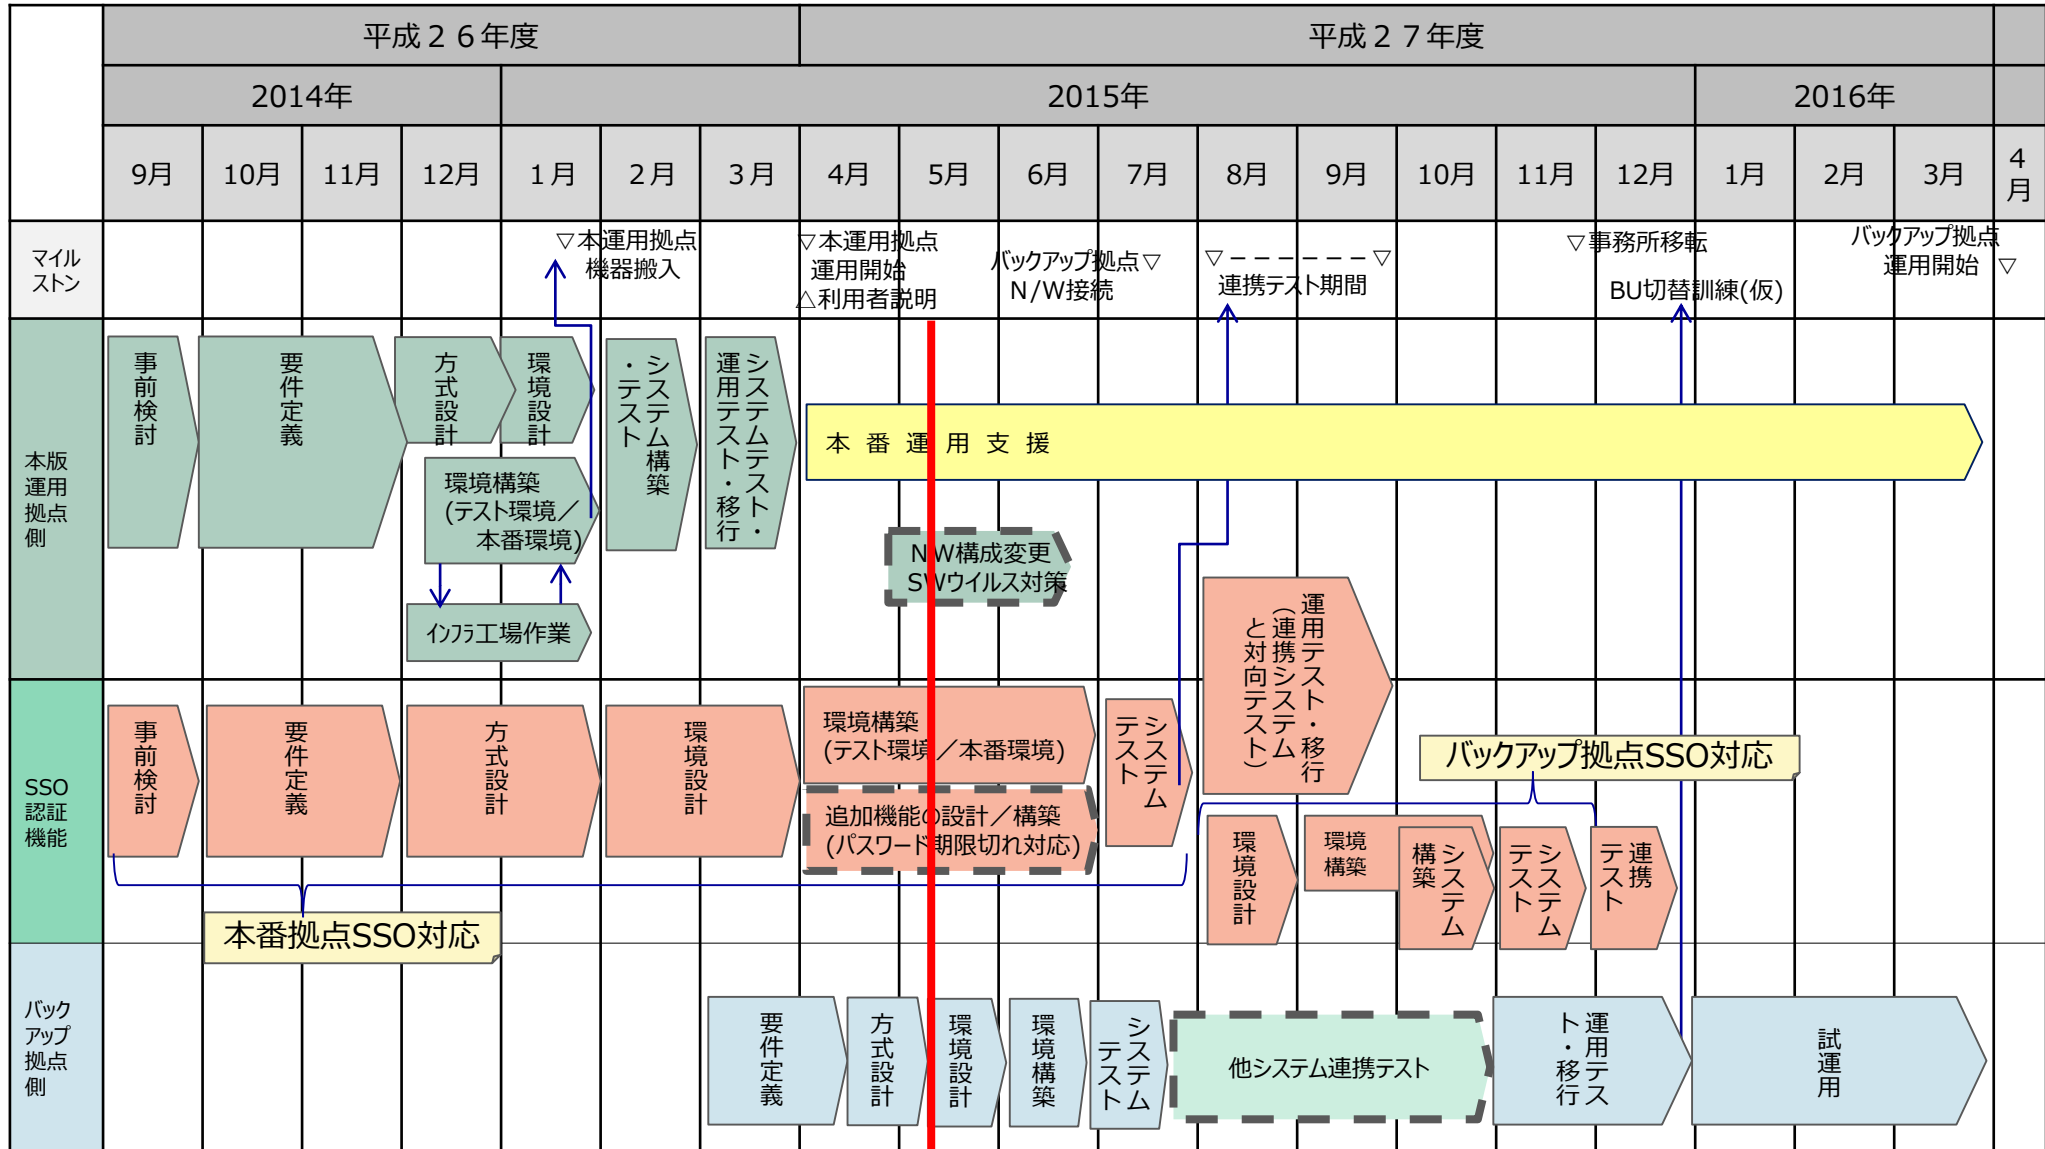 平成２６年度
平成２７年度
2014年
2015年
2016年
9月
10月
11月
12月
1月
2月
3月
4月
5月
6月
7月
8月
9月
10月
11月
12月
1月
2月
3月
4
月
マイル
ストン
▽本運用拠点
機器搬入
▽本運用拠点
運用開始
△利用者説明
バックアップ拠点▽
N/W接続
▽－－－－－－▽
連携テスト期間
▽事務所移転
BU切替訓練(仮)
バックアップ拠点
運用開始 ▽
本版
運用
拠点
側
事前検討
要件定義
方式設計
環境設計
システム構築
・テスト
システムテスト・
運用テスト・移行
環境構築
(テスト環境／
本番環境)
インフラ工場作業
本番運用支援
NW構成変更
SWウイルス対策
SSO
認証
機能
事前検討
要件定義
方式設計
環境設計
環境構築
(テスト環境／本番環境)
追加機能の設計／構築
(パスワード期限切れ対応)
システム
テスト
運用テスト・移行
（連携システム
と対向テスト）
バックアップ拠点SSO対応
環境設計
環境
構築
システム
構築
システム
テスト
連携
テスト
本番拠点SSO対応
バック
アップ
拠点
側
要件定義
方式設計
環境設計
環境構築
システム
テスト
他システム連携テスト
運用テス
ト・移行
試運用